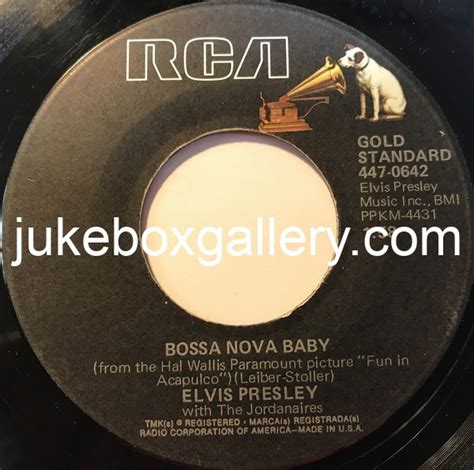 RCA
GOLD
STANDARD
447-0642
Elvis Presley
Music Inc., BMI
PPKM-4431
jukeboxgallery.com
BOSSA NOVA BABY
(from the Hal Wallis Paramount picture "Fun in
Acapulco")(Leiber-Stoller)
ELVIS PRESLEY
with The Jordanaires
TMK(s) ® REGISTERED • MARCA(s) REGISTRADA(s)
RADIO CORPORATION OF AMERICA—MADE IN U.S.A.